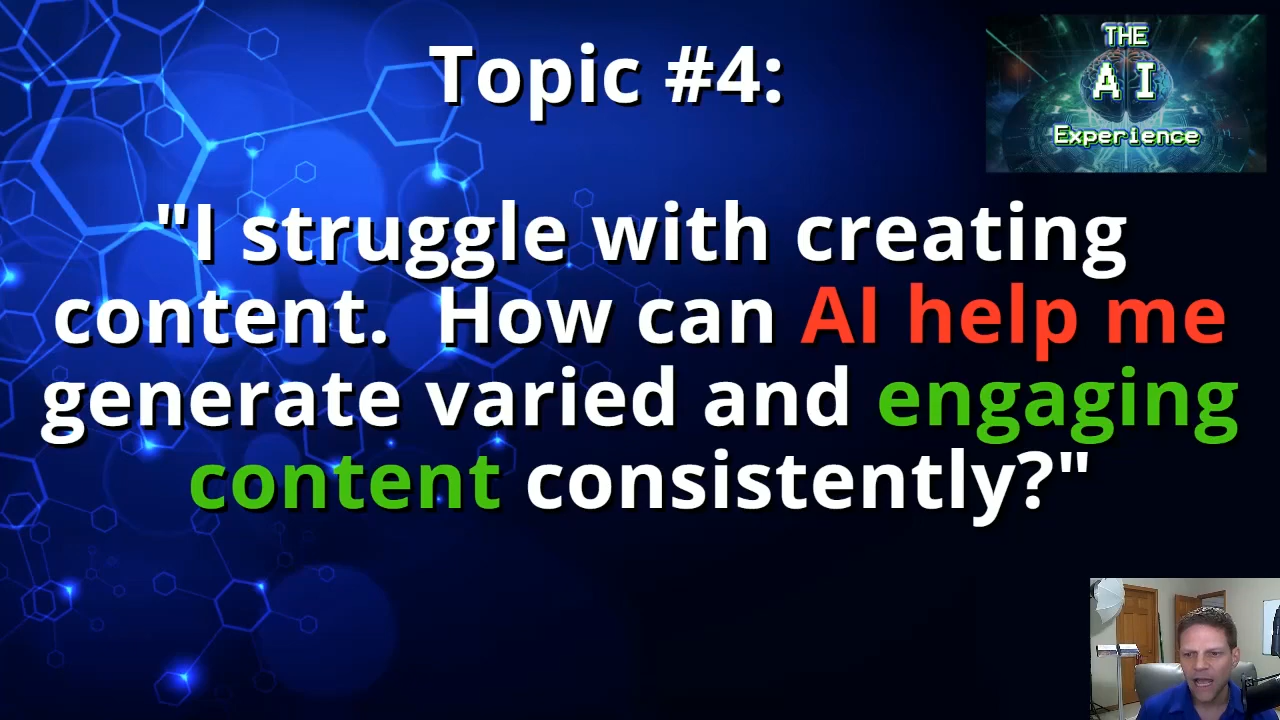 Topic #4:
THE
AI
Experience
"I struggle with creating
content.  How can AI help me
generate varied and engaging
content consistently?"